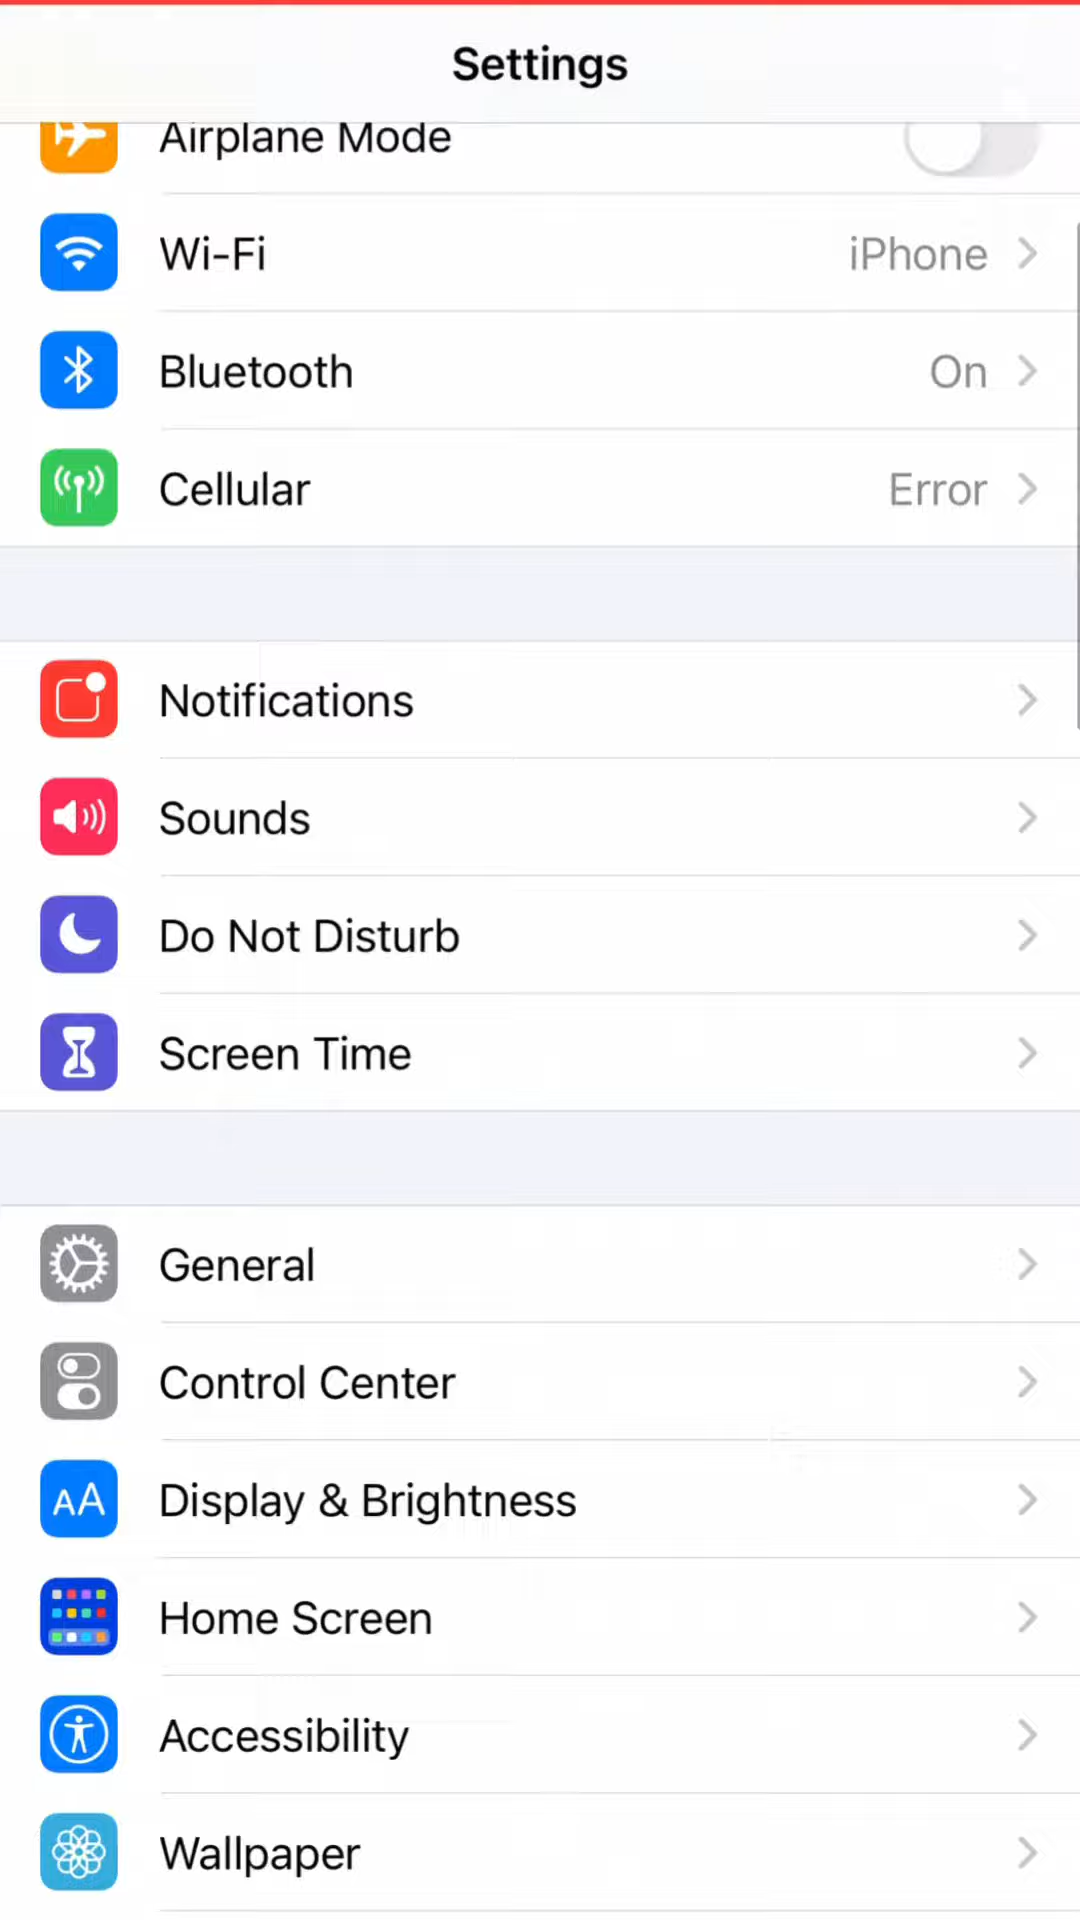 Settings
Airplane Mode
Wi-Fi iPhone
Bluetooth On
Cellular Error
Notifications
Sounds
Do Not Disturb
Screen Time
General
Control Center
AA Display & Brightness
Home Screen
Accessibility
Wallpaper